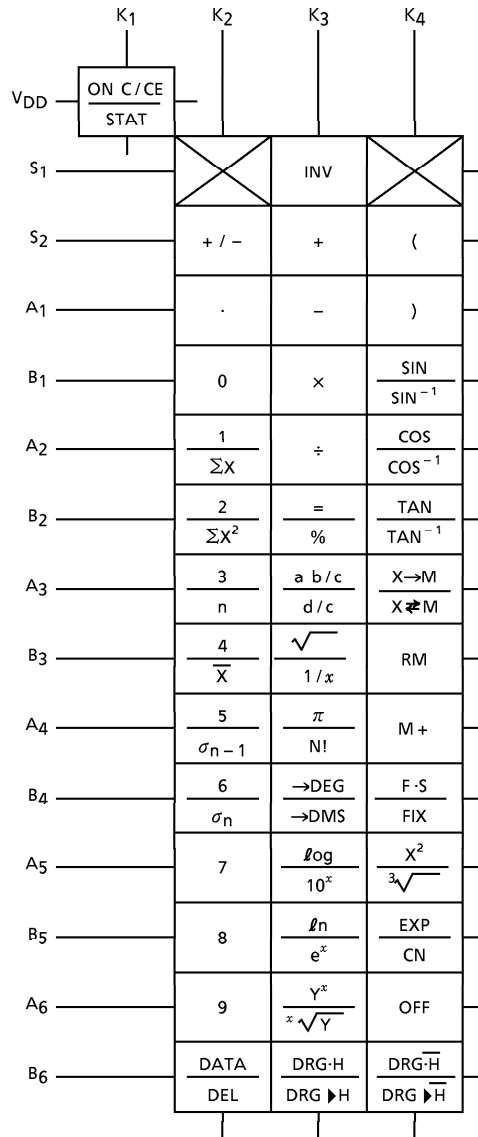 K1 K2 K3 K4
VDD ON C/CE
STAT
S1 INV
S2 +/− + (
A1 · − )
B1 0 × SIN
SIN⁻¹
A2 1 ÷ COS
ΣX COS⁻¹
B2 2 = TAN
ΣX² % TAN⁻¹
A3 3 a b/c X→M
n d/c X⇄M
B3 4 √ RM
X̅ 1/x
A4 5 π M+
σn−1 N!
B4 6 →DEG F·S
σn →DMS FIX
A5 7 ℓog X²
10ˣ ³√
B5 8 ℓn EXP
eˣ CN
A6 9 Yˣ OFF
ˣ√Y
B6 DATA DRG·H DRG·H̅
DEL DRG ▶H DRG ▶H̅